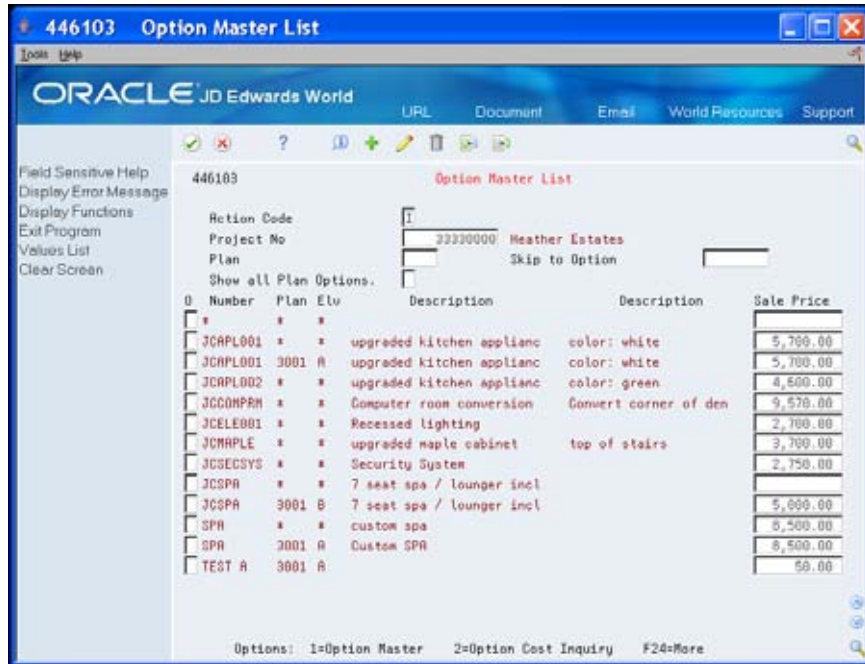 446103 Option Master List
Tools Help
ORACLE JD Edwards World
URL Document Email World Resources Support
Field Sensitive Help
Display Error Message
Display Functions
Exit Program
Values List
Clear Screen
446103 Option Master List
Action Code I
Project No 33330000 Heather Estates
Plan Skip to Option
Show all Plan Options.
O Number Plan Elv Description Description Sale Price
* * *
JCAPL001 * * upgraded kitchen applianc color: white 5,700.00
JCAPL001 3001 A upgraded kitchen applianc color: white 5,700.00
JCAPL002 * * upgraded kitchen applianc color: green 4,600.00
JCCOMPRM * * Computer room conversion Convert corner of den 9,570.00
JCELE001 * * Recessed lighting 2,700.00
JCMAPLE * * upgraded maple cabinet top of stairs 3,700.00
JCSECSYS * * Security System 2,750.00
JCSPA * * 7 seat spa / lounger incl
JCSPA 3001 B 7 seat spa / lounger incl 5,000.00
SPA * * custom spa 8,500.00
SPA 3001 A Custom SPA 8,500.00
TEST A 3001 A 50.00
Options: 1=Option Master 2=Option Cost Inquiry F24=More